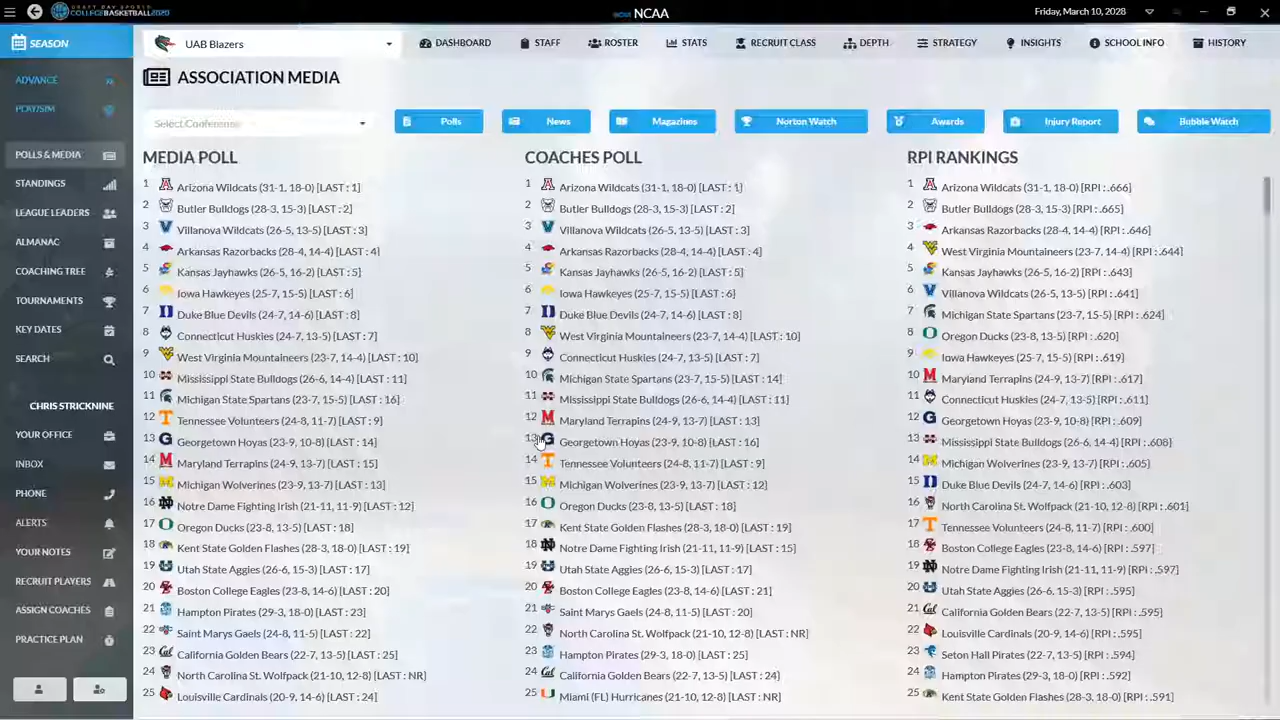 DRAFT DAY SPORTS
COLLEGEBASKETBALL2020
NCAA
Friday, March 10, 2028
SEASON
UAB Blazers
DASHBOARD
STAFF
ROSTER
STATS
RECRUIT CLASS
DEPTH
STRATEGY
INSIGHTS
SCHOOL INFO
HISTORY
ADVANCE
PLAY/SIM
POLLS & MEDIA
STANDINGS
LEAGUE LEADERS
ALMANAC
COACHING TREE
TOURNAMENTS
KEY DATES
SEARCH
CHRIS STRICKNINE
YOUR OFFICE
INBOX
PHONE
ALERTS
YOUR NOTES
RECRUIT PLAYERS
ASSIGN COACHES
PRACTICE PLAN
ASSOCIATION MEDIA
Select Conference
Polls
News
Magazines
Norton Watch
Awards
Injury Report
Bubble Watch
MEDIA POLL
1 Arizona Wildcats (31-1, 18-0) [LAST : 1]
2 Butler Bulldogs (28-3, 15-3) [LAST : 2]
3 Villanova Wildcats (26-5, 13-5) [LAST : 3]
4 Arkansas Razorbacks (28-4, 14-4) [LAST : 4]
5 Kansas Jayhawks (26-5, 16-2) [LAST : 5]
6 Iowa Hawkeyes (25-7, 15-5) [LAST : 6]
7 Duke Blue Devils (24-7, 14-6) [LAST : 8]
8 Connecticut Huskies (24-7, 13-5) [LAST : 7]
9 West Virginia Mountaineers (23-7, 14-4) [LAST : 10]
10 Mississippi State Bulldogs (26-6, 14-4) [LAST : 11]
11 Michigan State Spartans (23-7, 15-5) [LAST : 16]
12 Tennessee Volunteers (24-8, 11-7) [LAST : 9]
13 Georgetown Hoyas (23-9, 10-8) [LAST : 14]
14 Maryland Terrapins (24-9, 13-7) [LAST : 15]
15 Michigan Wolverines (23-9, 13-7) [LAST : 13]
16 Notre Dame Fighting Irish (21-11, 11-9) [LAST : 12]
17 Oregon Ducks (23-8, 13-5) [LAST : 18]
18 Kent State Golden Flashes (28-3, 18-0) [LAST : 19]
19 Utah State Aggies (26-6, 15-3) [LAST : 17]
20 Boston College Eagles (23-8, 14-6) [LAST : 20]
21 Hampton Pirates (29-3, 18-0) [LAST : 23]
22 Saint Marys Gaels (24-8, 11-5) [LAST : 22]
23 California Golden Bears (22-7, 13-5) [LAST : 25]
24 North Carolina St. Wolfpack (21-10, 12-8) [LAST : NR]
25 Louisville Cardinals (20-9, 14-6) [LAST : 24]
COACHES POLL
1 Arizona Wildcats (31-1, 18-0) [LAST : 1]
2 Butler Bulldogs (28-3, 15-3) [LAST : 2]
3 Villanova Wildcats (26-5, 13-5) [LAST : 3]
4 Arkansas Razorbacks (28-4, 14-4) [LAST : 4]
5 Kansas Jayhawks (26-5, 16-2) [LAST : 5]
6 Iowa Hawkeyes (25-7, 15-5) [LAST : 6]
7 Duke Blue Devils (24-7, 14-6) [LAST : 8]
8 West Virginia Mountaineers (23-7, 14-4) [LAST : 10]
9 Connecticut Huskies (24-7, 13-5) [LAST : 7]
10 Michigan State Spartans (23-7, 15-5) [LAST : 14]
11 Mississippi State Bulldogs (26-6, 14-4) [LAST : 11]
12 Maryland Terrapins (24-9, 13-7) [LAST : 13]
13 Georgetown Hoyas (23-9, 10-8) [LAST : 16]
14 Tennessee Volunteers (24-8, 11-7) [LAST : 9]
15 Michigan Wolverines (23-9, 13-7) [LAST : 12]
16 Oregon Ducks (23-8, 13-5) [LAST : 18]
17 Kent State Golden Flashes (28-3, 18-0) [LAST : 19]
18 Notre Dame Fighting Irish (21-11, 11-9) [LAST : 15]
19 Utah State Aggies (26-6, 15-3) [LAST : 17]
20 Boston College Eagles (23-8, 14-6) [LAST : 21]
21 Saint Marys Gaels (24-8, 11-5) [LAST : 20]
22 North Carolina St. Wolfpack (21-10, 12-8) [LAST : NR]
23 Hampton Pirates (29-3, 18-0) [LAST : 25]
24 California Golden Bears (22-7, 13-5) [LAST : 24]
25 Miami (FL) Hurricanes (21-10, 12-8) [LAST : NR]
RPI RANKINGS
1 Arizona Wildcats (31-1, 18-0) [RPI : .666]
2 Butler Bulldogs (28-3, 15-3) [RPI : .665]
3 Arkansas Razorbacks (28-4, 14-4) [RPI : .646]
4 West Virginia Mountaineers (23-7, 14-4) [RPI : .644]
5 Kansas Jayhawks (26-5, 16-2) [RPI : .643]
6 Villanova Wildcats (26-5, 13-5) [RPI : .641]
7 Michigan State Spartans (23-7, 15-5) [RPI : .624]
8 Oregon Ducks (23-8, 13-5) [RPI : .620]
9 Iowa Hawkeyes (25-7, 15-5) [RPI : .619]
10 Maryland Terrapins (24-9, 13-7) [RPI : .617]
11 Connecticut Huskies (24-7, 13-5) [RPI : .611]
12 Georgetown Hoyas (23-9, 10-8) [RPI : .609]
13 Mississippi State Bulldogs (26-6, 14-4) [RPI : .608]
14 Michigan Wolverines (23-9, 13-7) [RPI : .605]
15 Duke Blue Devils (24-7, 14-6) [RPI : .603]
16 North Carolina St. Wolfpack (21-10, 12-8) [RPI : .601]
17 Tennessee Volunteers (24-8, 11-7) [RPI : .600]
18 Boston College Eagles (23-8, 14-6) [RPI : .597]
19 Notre Dame Fighting Irish (21-11, 11-9) [RPI : .597]
20 Utah State Aggies (26-6, 15-3) [RPI : .595]
21 California Golden Bears (22-7, 13-5) [RPI : .595]
22 Louisville Cardinals (20-9, 14-6) [RPI : .595]
23 Seton Hall Pirates (22-7, 13-5) [RPI : .594]
24 Hampton Pirates (29-3, 18-0) [RPI : .592]
25 Kent State Golden Flashes (28-3, 18-0) [RPI : .591]